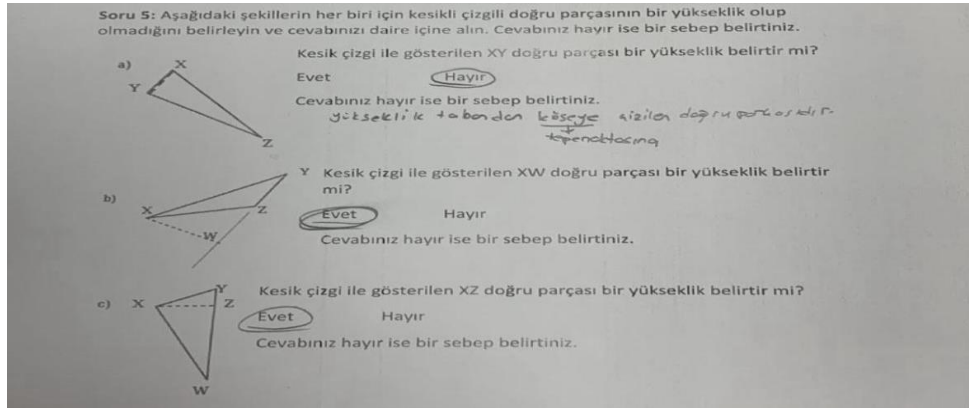 Soru 5: Aşağıdaki şekillerin her biri için kesikli çizgili doğru parçasının bir yükseklik olup
olmadığını belirleyin ve cevabınızı daire içine alın. Cevabınız hayır ise bir sebep belirtiniz.
Kesik çizgi ile gösterilen XY doğru parçası bir yükseklik belirtir mi?
a)
X
Y
Z
Evet Hayır
Cevabınız hayır ise bir sebep belirtiniz.
yükseklik tabandan köşeye çizilen doğru parçasıdır.
tepenoktasına
b)
X
Y
Z
W
Kesik çizgi ile gösterilen XW doğru parçası bir yükseklik belirtir
mi?
Evet Hayır
Cevabınız hayır ise bir sebep belirtiniz.
c)
X
Y
Z
W
Kesik çizgi ile gösterilen XZ doğru parçası bir yükseklik belirtir mi?
Evet Hayır
Cevabınız hayır ise bir sebep belirtiniz.